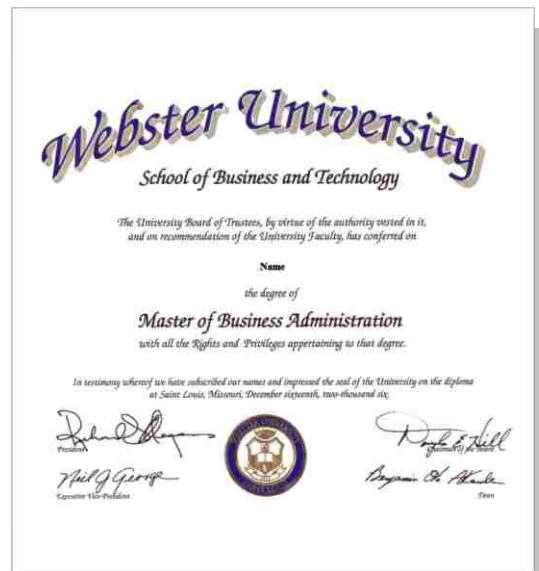 Webster University
School of Business and Technology
The University Board of Trustees, by virtue of the authority vested in it,
and on recommendation of the University Faculty, has conferred on
Name
the degree of
Master of Business Administration
with all the Rights and Privileges appertaining to that degree.
In testimony whereof we have subscribed our names and impressed the seal of the University on the diploma
at Saint Louis, Missouri, December sixteenth, two-thousand six.
President
Chairman of the Board
Neil J George
Executive Vice-President
Dean